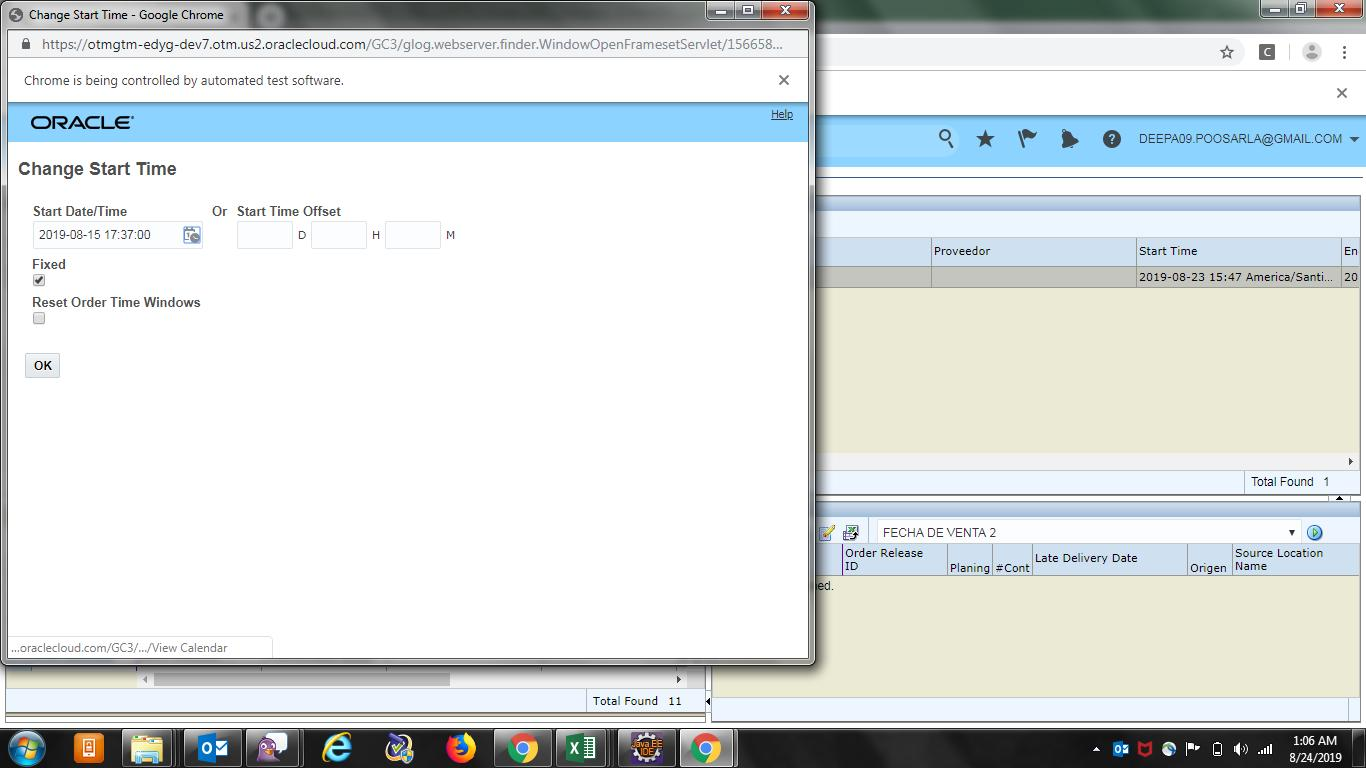 Change Start Time - Google Chrome
https://otmgtm-edyg-dev7.otm.us2.oraclecloud.com/GC3/glog.webserver.finder.WindowOpenFramesetServlet/156658...
Chrome is being controlled by automated test software.
ORACLE
Help
Change Start Time
Start Date/Time Or Start Time Offset
2019-08-15 17:37:00 D H M
Fixed
Reset Order Time Windows
OK
...oraclecloud.com/GC3/.../View Calendar
C
DEEPA09.POOSARLA@GMAIL.COM
Proveedor Start Time En
2019-08-23 15:47 America/Santi... 20
Total Found 1
FECHA DE VENTA 2
Order Release ID Planing #Cont Late Delivery Date Origen Source Location Name
ed.
Total Found 11
Java EE IDE
1:06 AM
8/24/2019